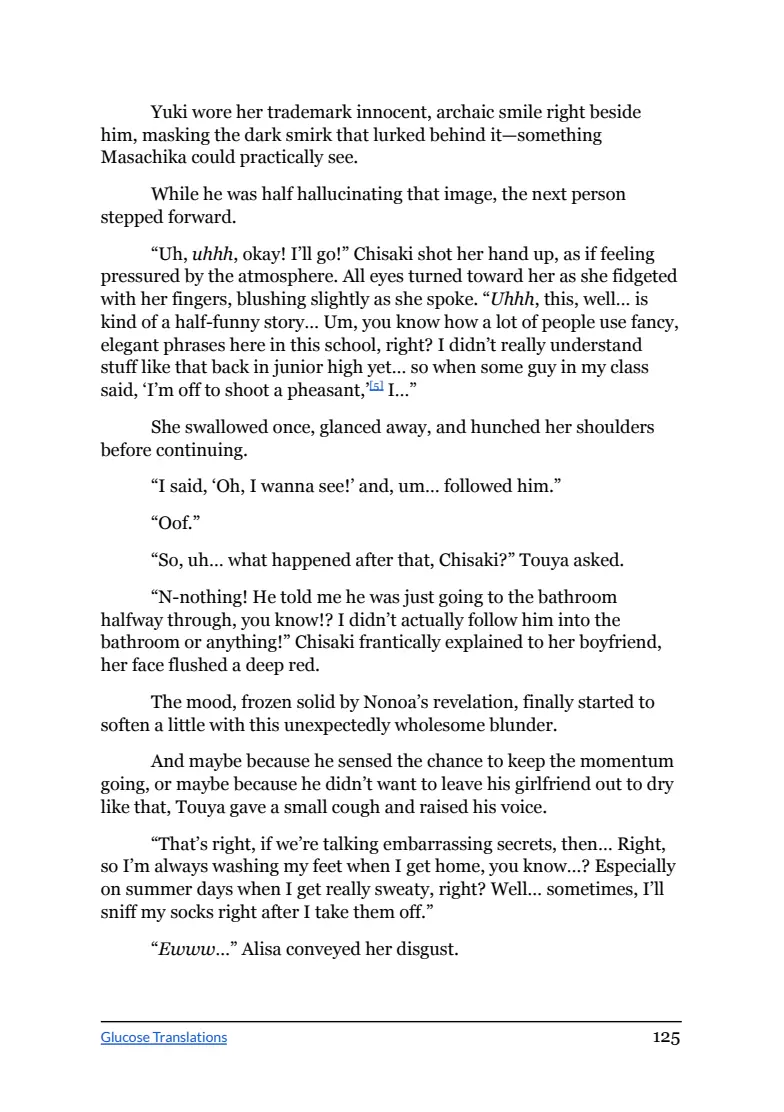 Yuki wore her trademark innocent, archaic smile right beside
him, masking the dark smirk that lurked behind it—something
Masachika could practically see.
While he was half hallucinating that image, the next person
stepped forward.
“Uh, uhhh, okay! I’ll go!” Chisaki shot her hand up, as if feeling
pressured by the atmosphere. All eyes turned toward her as she fidgeted
with her fingers, blushing slightly as she spoke. “Uhhh, this, well... is
kind of a half-funny story... Um, you know how a lot of people use fancy,
elegant phrases here in this school, right? I didn’t really understand
stuff like that back in junior high yet... so when some guy in my class
said, ‘I’m off to shoot a pheasant,’[5] I...”
She swallowed once, glanced away, and hunched her shoulders
before continuing.
“I said, ‘Oh, I wanna see!’ and, um... followed him.”
“Oof.”
“So, uh... what happened after that, Chisaki?” Touya asked.
“N-nothing! He told me he was just going to the bathroom
halfway through, you know!? I didn’t actually follow him into the
bathroom or anything!” Chisaki frantically explained to her boyfriend,
her face flushed a deep red.
The mood, frozen solid by Nonoa’s revelation, finally started to
soften a little with this unexpectedly wholesome blunder.
And maybe because he sensed the chance to keep the momentum
going, or maybe because he didn’t want to leave his girlfriend out to dry
like that, Touya gave a small cough and raised his voice.
“That’s right, if we’re talking embarrassing secrets, then... Right,
so I’m always washing my feet when I get home, you know...? Especially
on summer days when I get really sweaty, right? Well... sometimes, I’ll
sniff my socks right after I take them off.”
“Ewww...” Alisa conveyed her disgust.
Glucose Translations
125